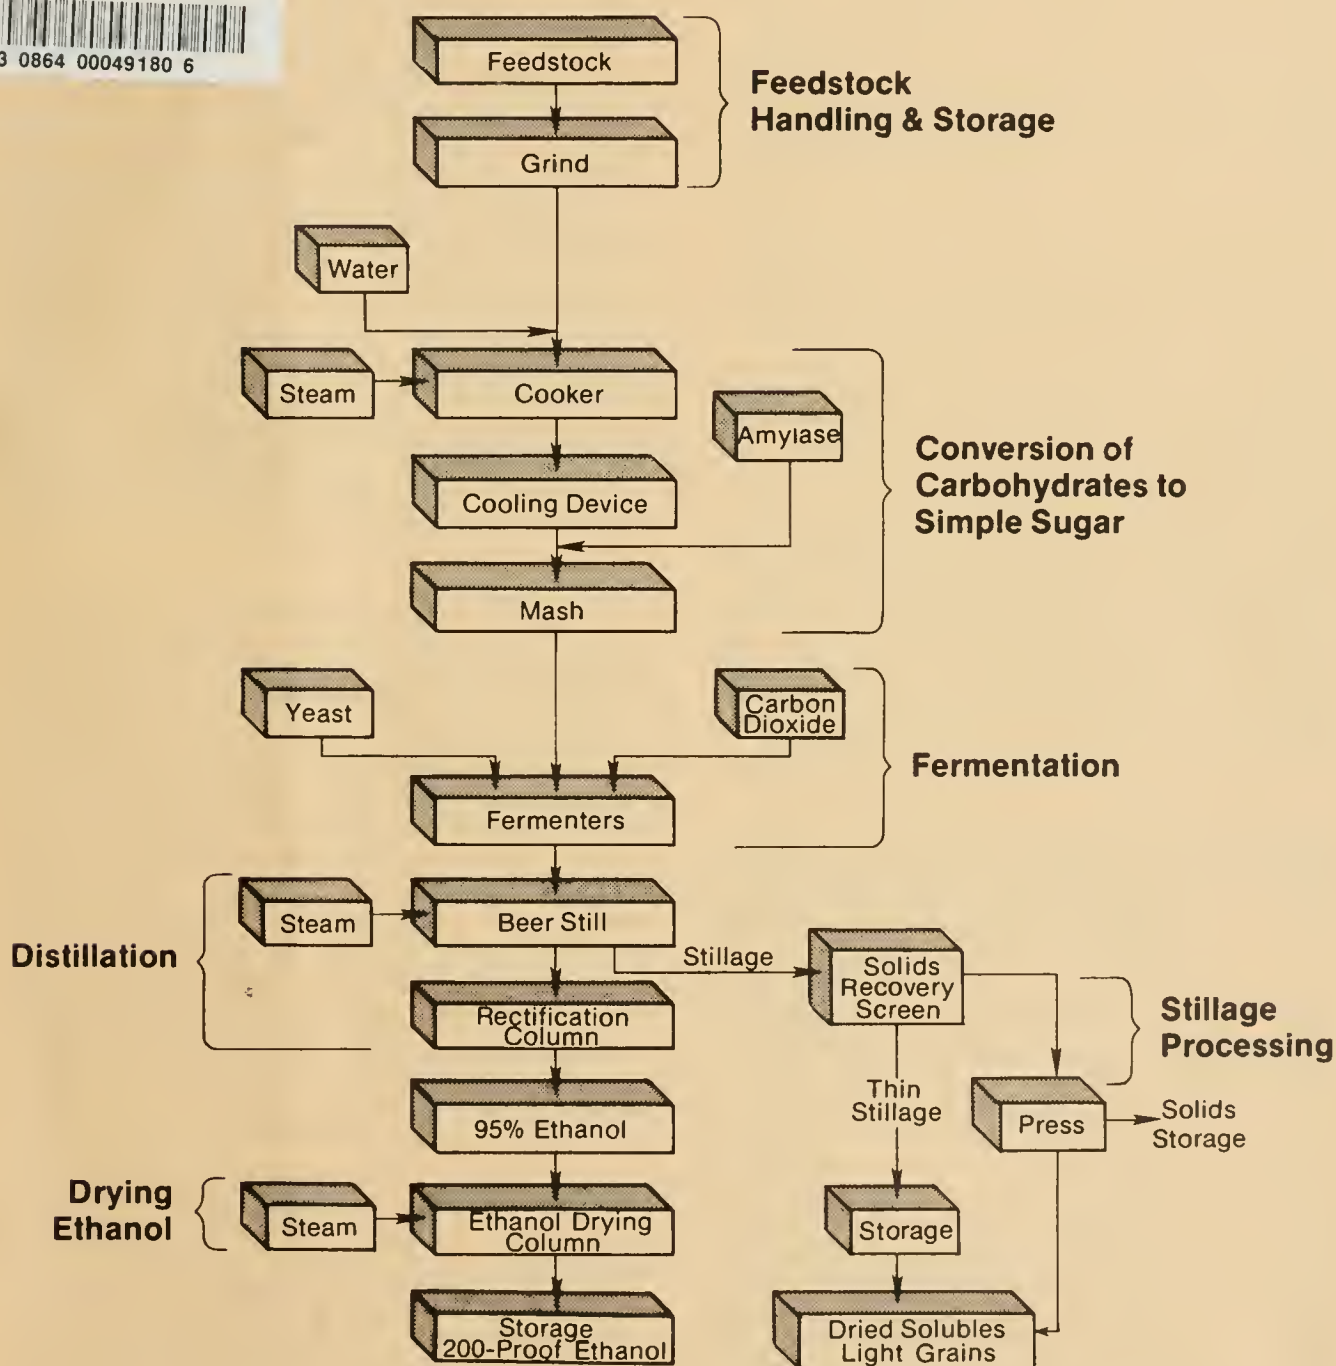 3 0864 00049180 6
Feedstock
Feedstock
Handling & Storage
Grind
Water
Steam
Cooker
Amylase
Conversion of
Carbohydrates to
Simple Sugar
Cooling Device
Mash
Yeast
Carbon
Dioxide
Fermentation
Fermenters
Distillation
Steam
Beer Still
Stillage
Solids
Recovery
Screen
Stillage
Processing
Rectification
Column
Thin
Stillage
Press
Solids
Storage
95% Ethanol
Drying
Ethanol
Steam
Ethanol Drying
Column
Storage
Storage
200-Proof Ethanol
Dried Solubles
Light Grains